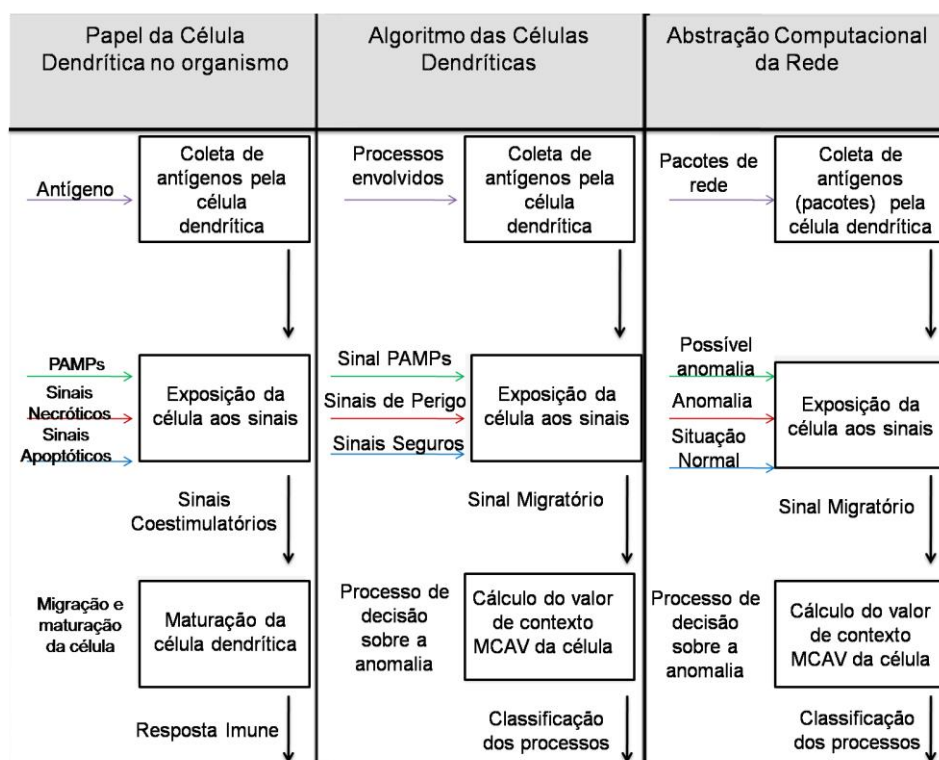 Papel da Célula
Dendrítica no organismo
Algoritmo das Células
Dendríticas
Abstração Computacional
da Rede
Antígeno
Coleta de
antígenos pela
célula
dendrítica
Processos
envolvidos
Coleta de
antígenos pela
célula
dendrítica
Pacotes de
rede
Coleta de
antígenos
(pacotes) pela
célula dendrítica
PAMPs
Sinais
Necróticos
Sinais
Apoptóticos
Exposição da
célula aos sinais
Sinal PAMPs
Sinais de Perigo
Sinais Seguros
Exposição da
célula aos sinais
Possível
anomalia
Anomalia
Situação
Normal
Exposição da
célula aos sinais
Sinais
Coestimulatórios
Sinal Migratório
Sinal Migratório
Migração e
maturação
da célula
Maturação da
célula dendrítica
Processo de
decisão
sobre a
anomalia
Cálculo do valor
de contexto
MCAV da célula
Processo de
decisão
sobre a
anomalia
Cálculo do valor
de contexto
MCAV da célula
Resposta Imune
Classificação
dos processos
Classificação
dos processos